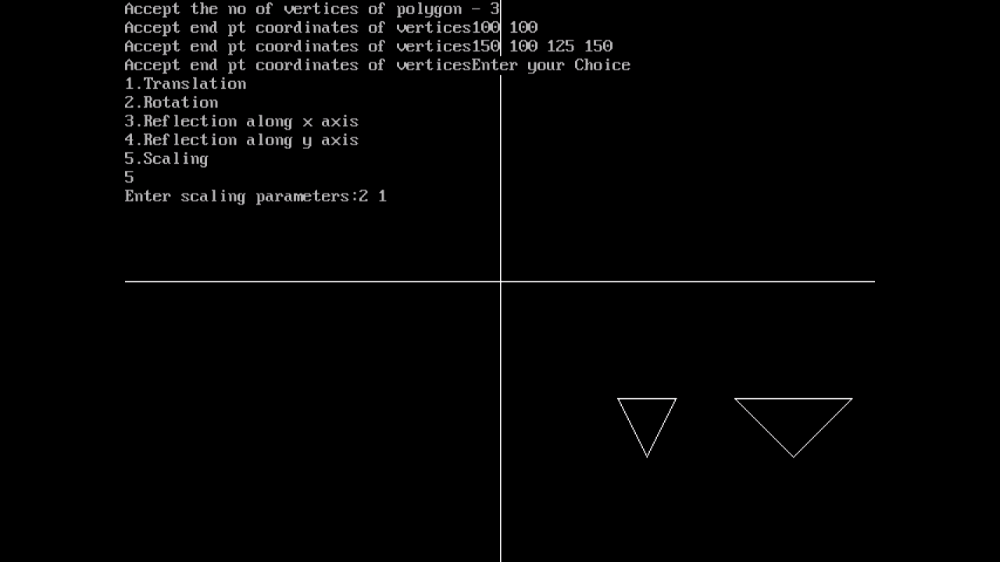 Accept the no of vertices of polygon - 3
Accept end pt coordinates of vertices100 100
Accept end pt coordinates of vertices150 100 125 150
Accept end pt coordinates of verticesEnter your Choice
1.Translation
2.Rotation
3.Reflection along x axis
4.Reflection along y axis
5.Scaling
5
Enter scaling parameters:2 1